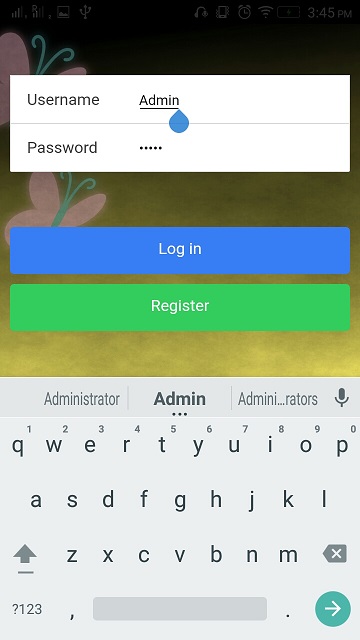 3:45 PM
Username Admin
Password •••••
Log in
Register
Administrator Admin Admini...rators
1 2 3 4 5 6 7 8 9 0
q w e r t y u i o p
a s d f g h j k l
z x c v b n m
?123 , .